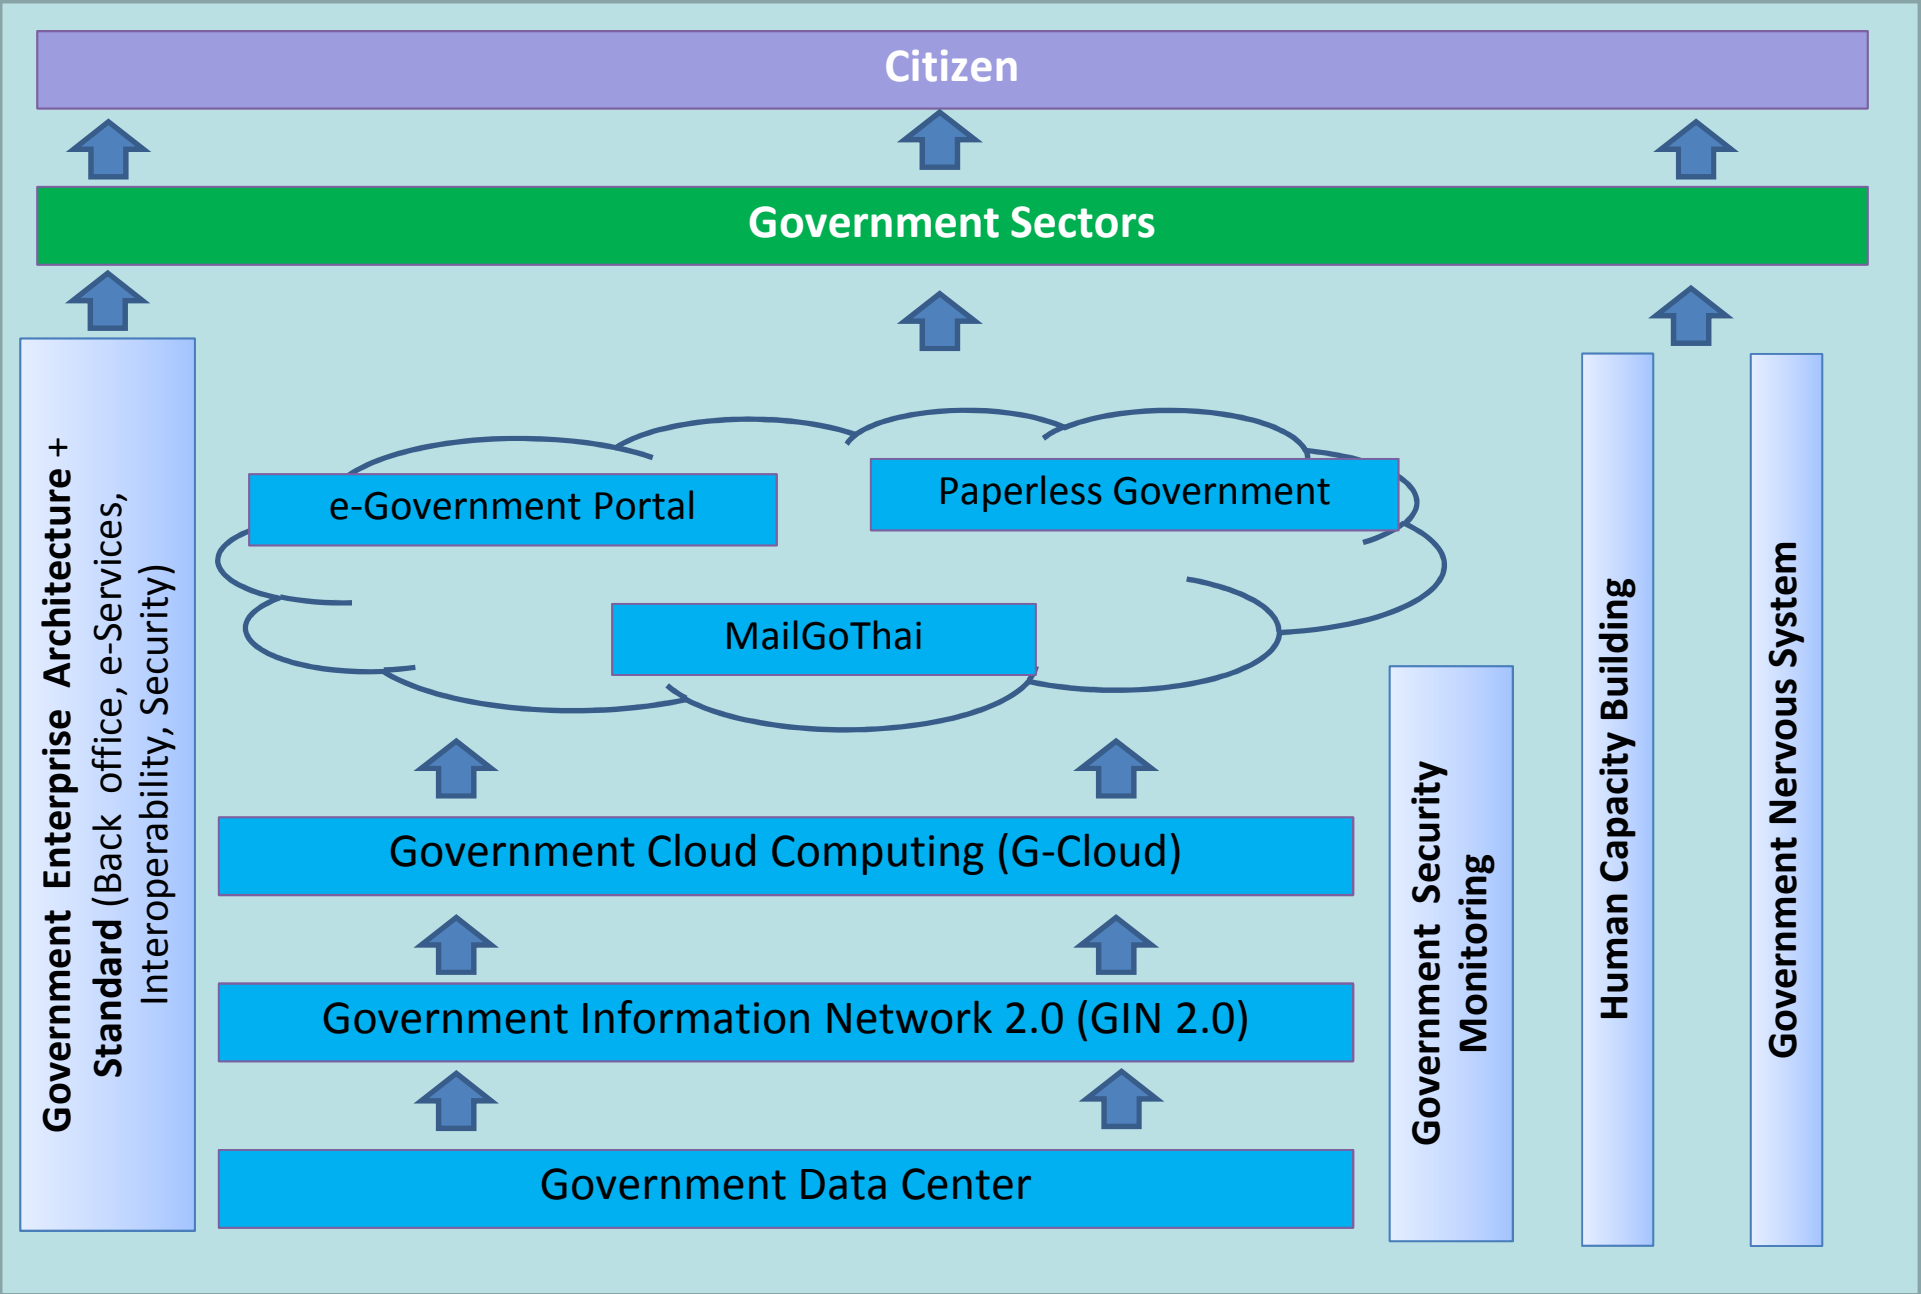 Citizen
Government Sectors
Government Enterprise Architecture +
Standard (Back office, e-Services,
Interoperability, Security)
e-Government Portal
Paperless Government
MailGoThai
Government Cloud Computing (G-Cloud)
Government Information Network 2.0 (GIN 2.0)
Government Data Center
Government Security
Monitoring
Human Capacity Building
Government Nervous System